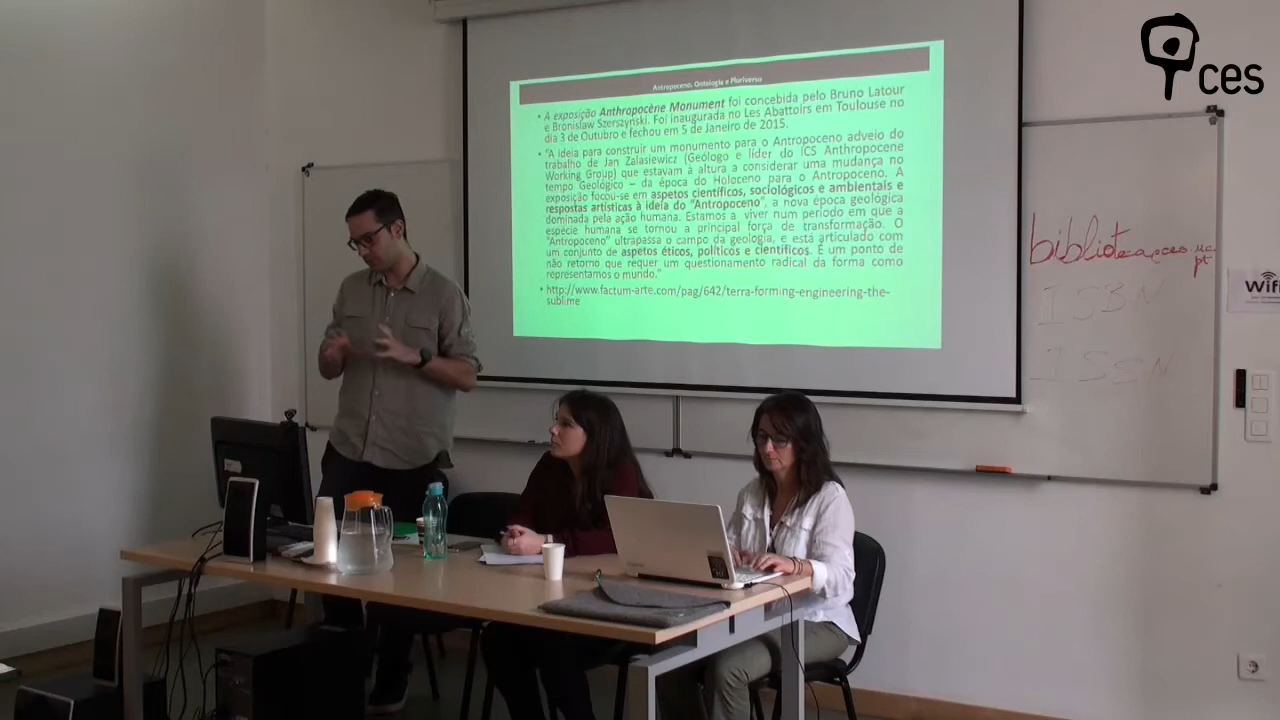 ces
Antropoceno, Ontologia e Pluriverso
• A exposição Anthropocène Monument foi concebida pelo Bruno Latour
e Bronislaw Szerszynski. Foi inaugurada no Les Abattoirs em Toulouse no
dia 3 de Outubro e fechou em 5 de Janeiro de 2015.
• "A ideia para construir um monumento para o Antropoceno adveio do
trabalho de Jan Zalasiewicz (Geólogo e líder do ICS Anthropocene
Working Group) que estavam à altura a considerar uma mudança no
tempo Geológico – da época do Holoceno para o Antropoceno. A
exposição focou-se em aspetos científicos, sociológicos e ambientais e
respostas artísticas à ideia do "Antropoceno", a nova época geológica
dominada pela ação humana. Estamos a viver num período em que a
espécie humana se tornou a principal força de transformação. O
"Antropoceno" ultrapassa o campo da geologia, e está articulado com
um conjunto de aspetos éticos, políticos e científicos. É um ponto de
não retorno que requer um questionamento radical da forma como
representamos o mundo."
• http://www.factum-arte.com/pag/642/terra-forming-engineering-the-
sublime
biblioteca@ces.uc.
pt
ISBN
ISSN
Wifi